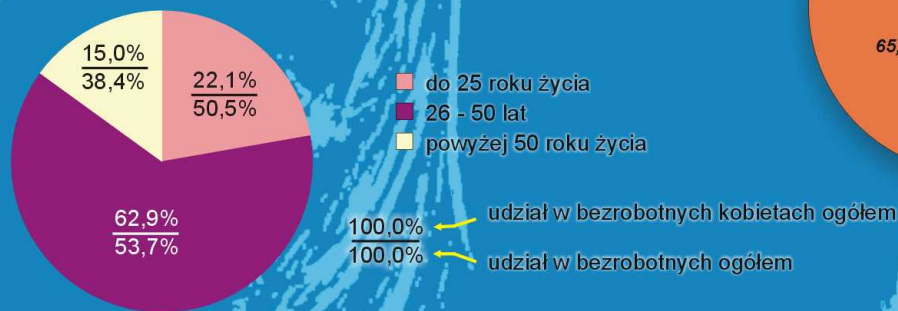 15,0%
38,4%
22,1%
50,5%
62,9%
53,7%
do 25 roku życia
26 - 50 lat
powyżej 50 roku życia
100,0%
100,0%
udział w bezrobotnych kobietach ogółem
udział w bezrobotnych ogółem
65,